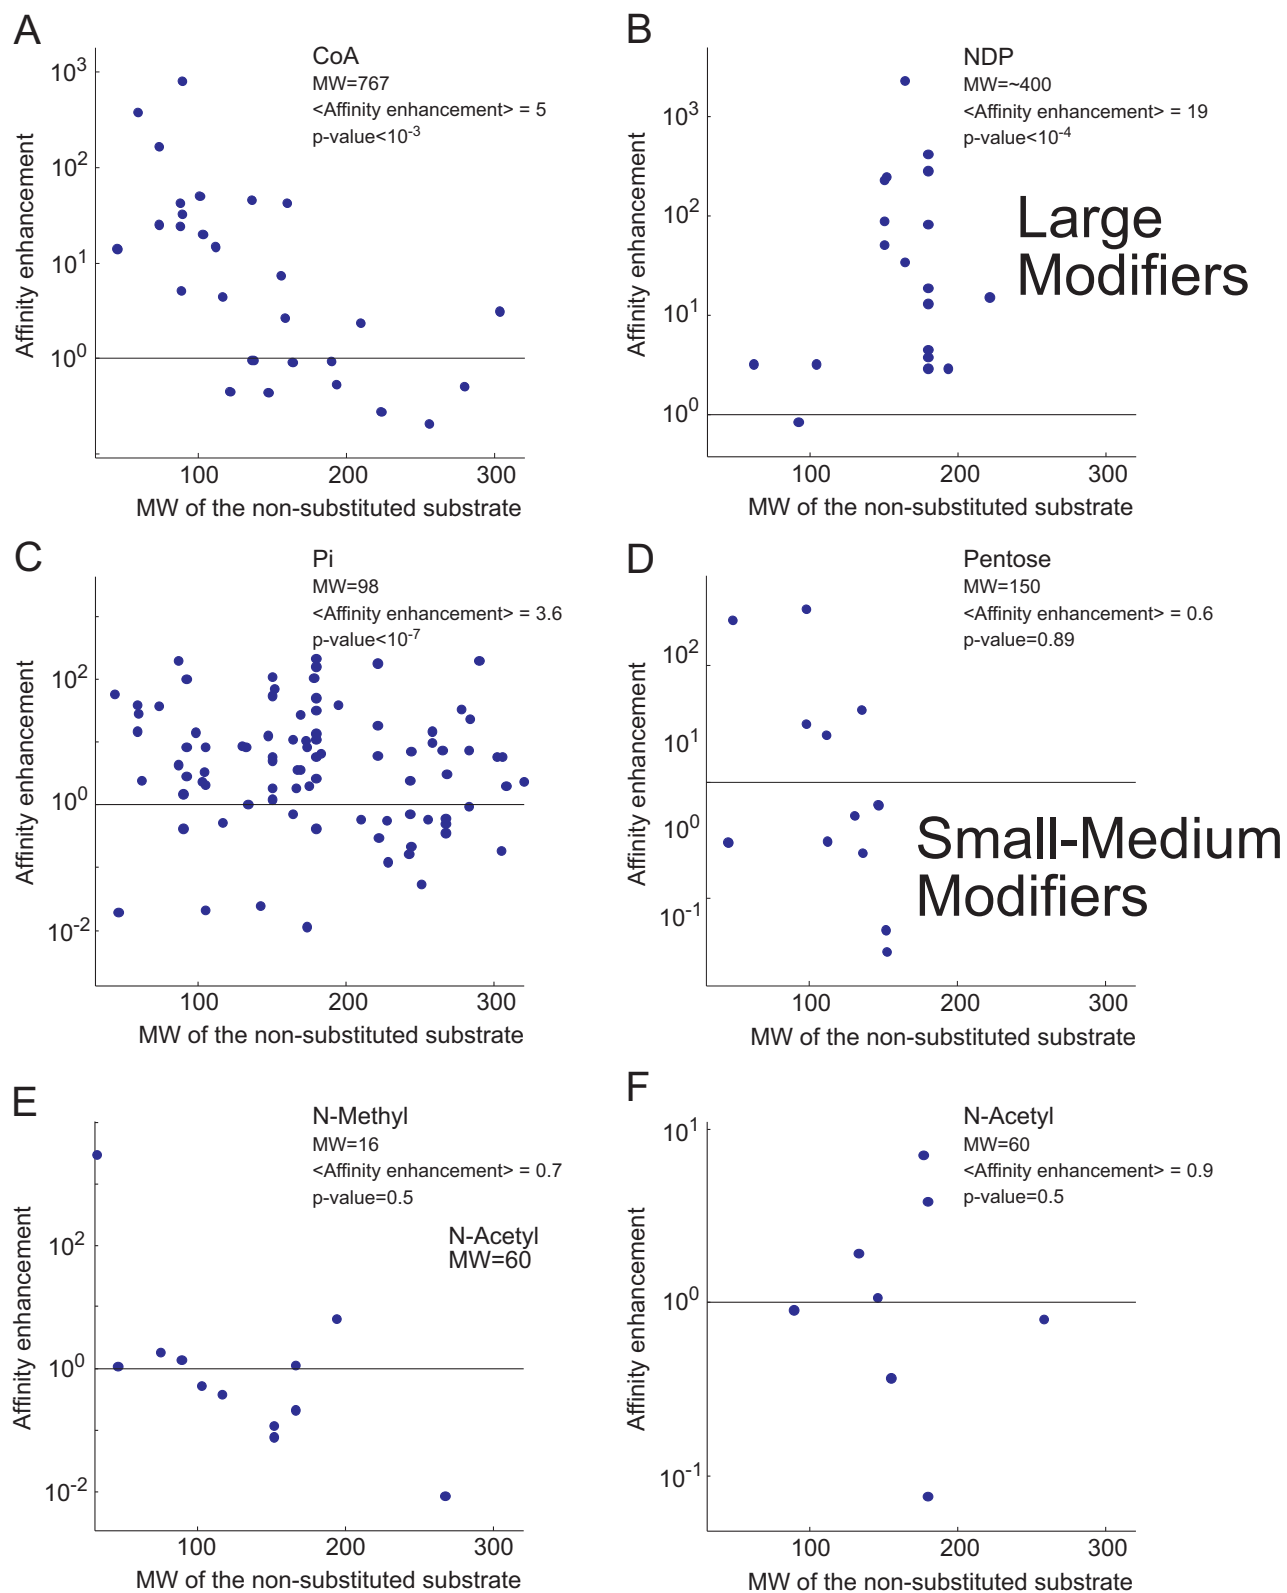 A
CoA
MW=767
<Affinity enhancement> = 5
p-value<10-3
103
102
101
100
Affinity enhancement
100 200 300
MW of the non-substituted substrate
B
NDP
MW=~400
<Affinity enhancement> = 19
p-value<10-4
Large
Modifiers
103
102
101
100
Affinity enhancement
100 200 300
MW of the non-substituted substrate
C
Pi
MW=98
<Affinity enhancement> = 3.6
p-value<10-7
102
100
10-2
Affinity enhancement
100 200 300
MW of the non-substituted substrate
D
Pentose
MW=150
<Affinity enhancement> = 0.6
p-value=0.89
Small-Medium
Modifiers
102
101
100
10-1
Affinity enhancement
100 200 300
MW of the non-substituted substrate
E
N-Methyl
MW=16
<Affinity enhancement> = 0.7
p-value=0.5
N-Acetyl
MW=60
102
100
10-2
Affinity enhancement
100 200 300
MW of the non-substituted substrate
F
N-Acetyl
MW=60
<Affinity enhancement> = 0.9
p-value=0.5
101
100
10-1
Affinity enhancement
100 200 300
MW of the non-substituted substrate